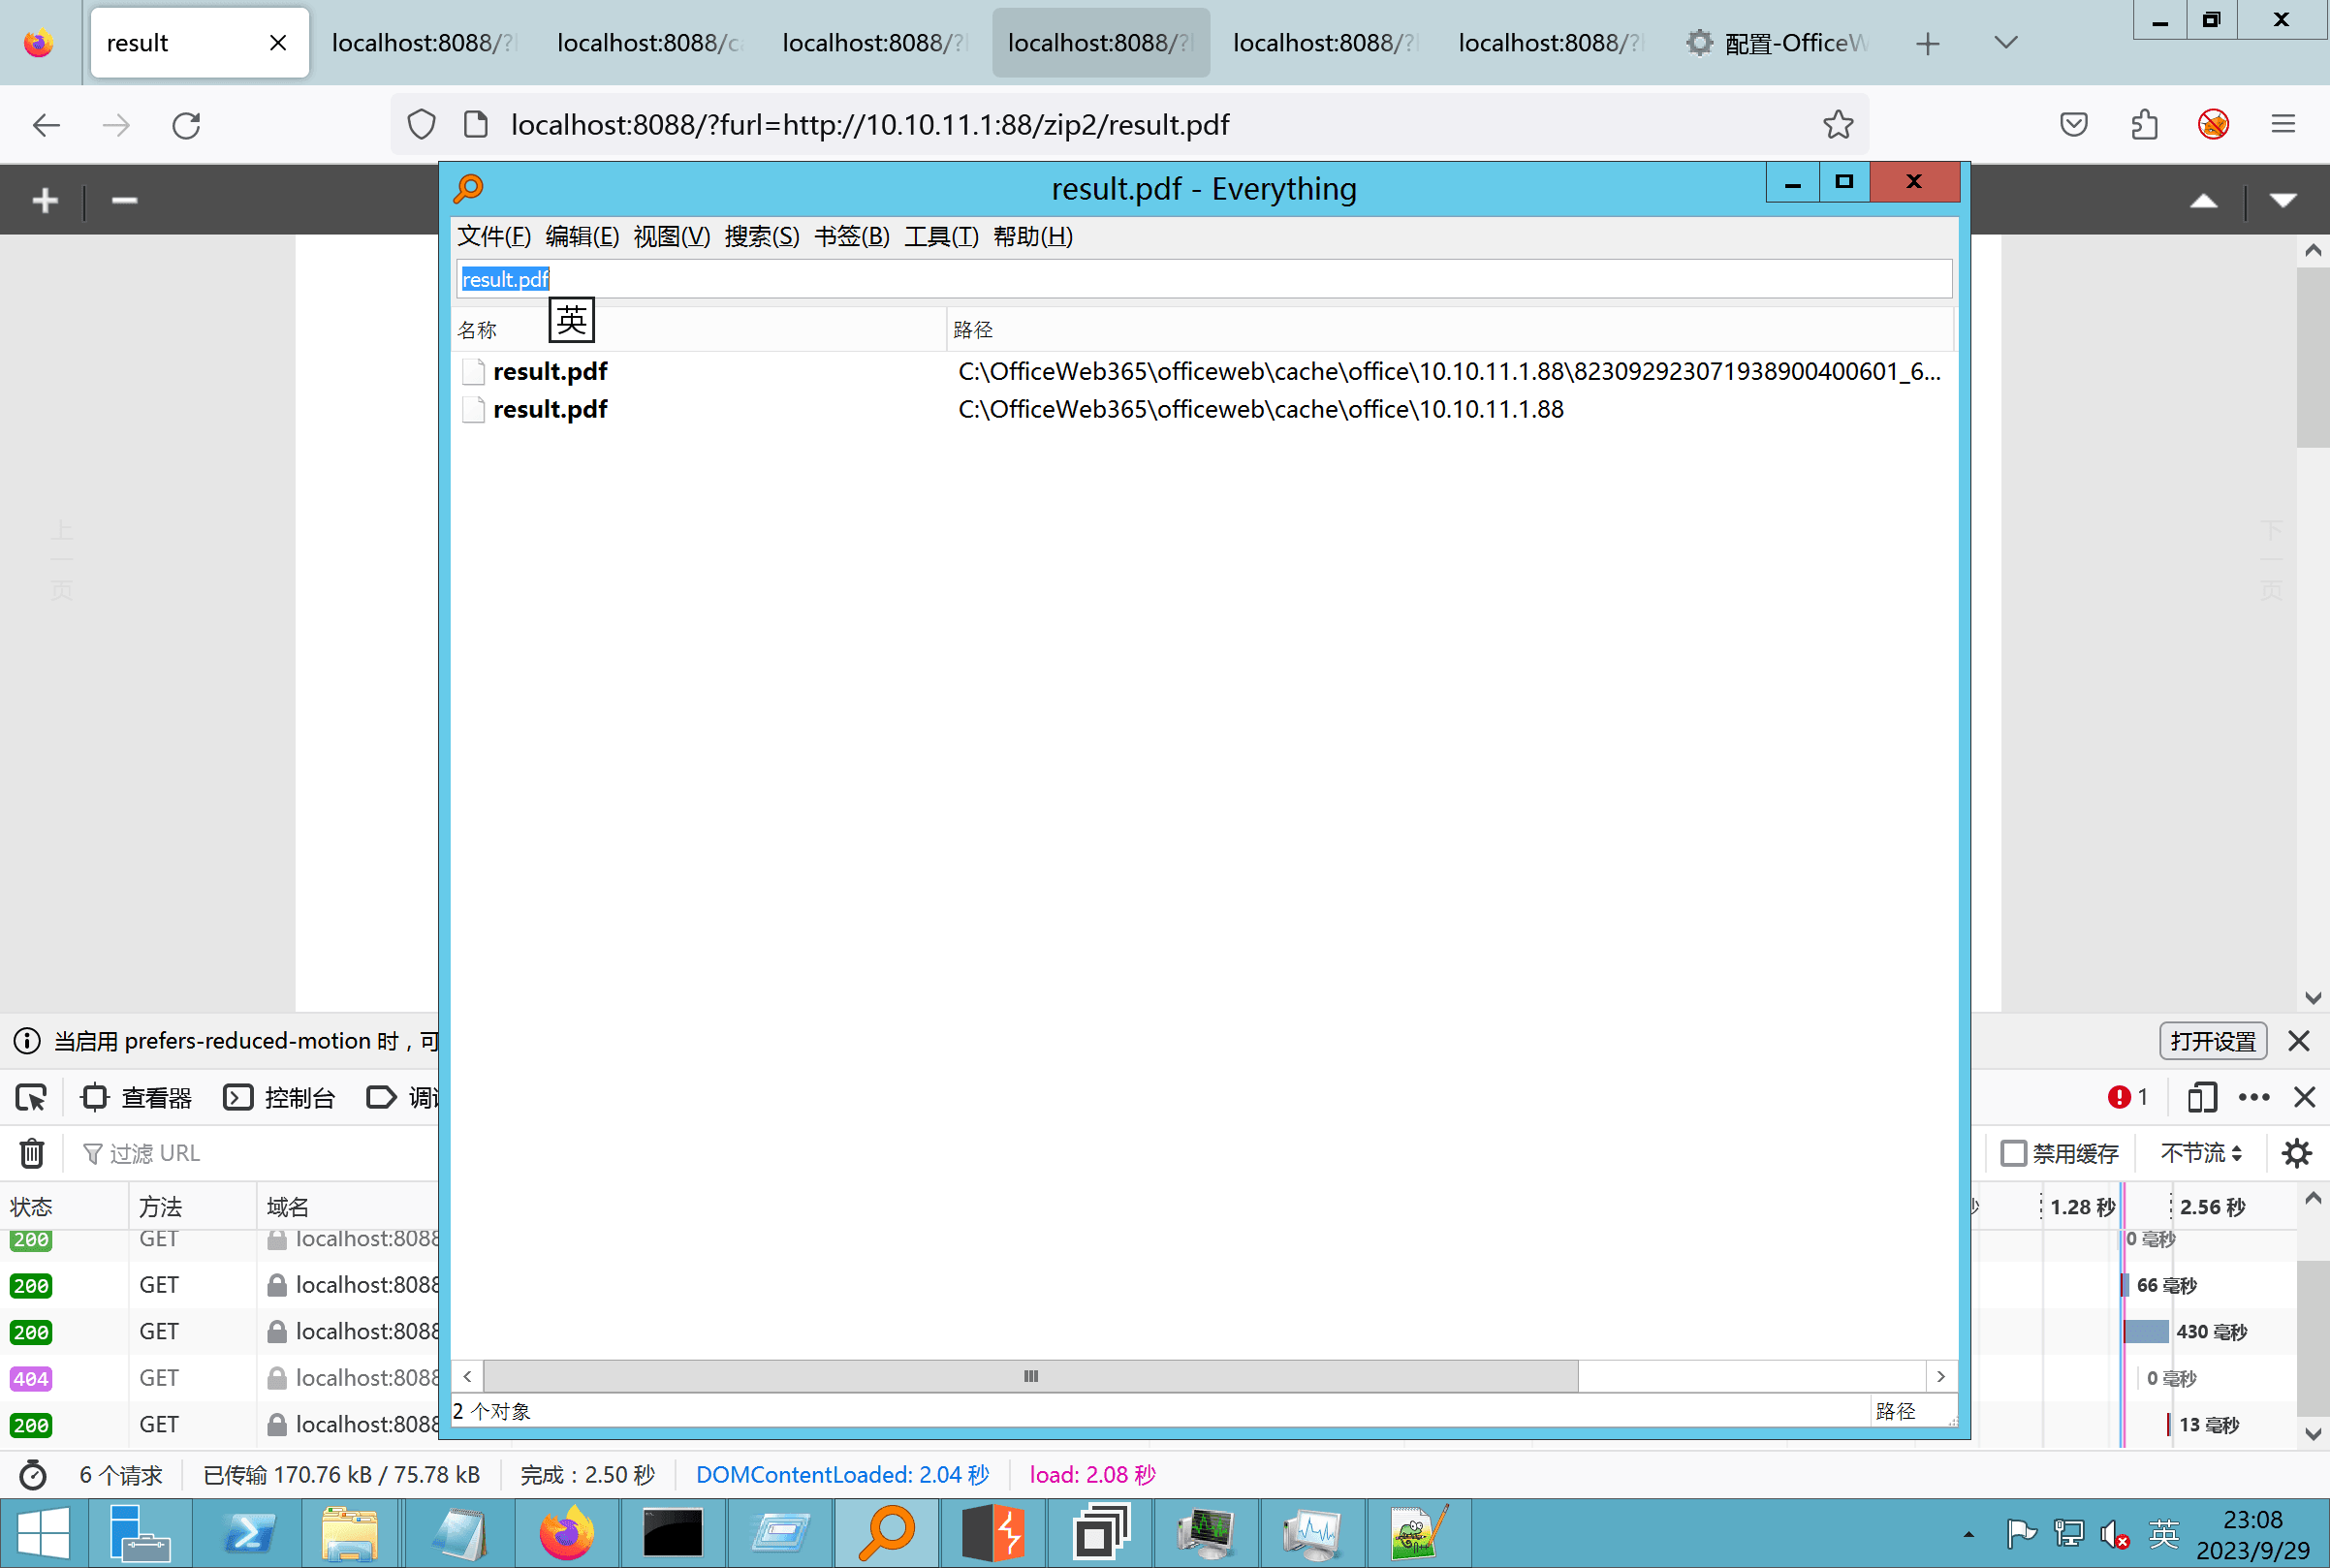 result
localhost:8088/?
localhost:8088/ca
localhost:8088/?
localhost:8088/?
localhost:8088/?
localhost:8088/?
配置-OfficeW
localhost:8088/?furl=http://10.10.11.1:88/zip2/result.pdf
result.pdf - Everything
文件(F) 编辑(E) 视图(V) 搜索(S) 书签(B) 工具(T) 帮助(H)
result.pdf
英
名称 路径
result.pdf C:\OfficeWeb365\officeweb\cache\office\10.10.11.1.88\823092923071938900400601_6...
result.pdf C:\OfficeWeb365\officeweb\cache\office\10.10.11.1.88
上一页
下一页
2 个对象 路径
当启用 prefers-reduced-motion 时，可
打开设置
查看器 控制台 调
1
过滤 URL
禁用缓存 不节流
状态 方法 域名 1.28 秒 2.56 秒
200 GET localhost:8088 0 毫秒
200 GET localhost:8088 66 毫秒
200 GET localhost:8088 430 毫秒
404 GET localhost:8088 0 毫秒
200 GET localhost:8088 13 毫秒
6 个请求 已传输 170.76 kB / 75.78 kB 完成：2.50 秒 DOMContentLoaded: 2.04 秒 load: 2.08 秒
英
23:08
2023/9/29